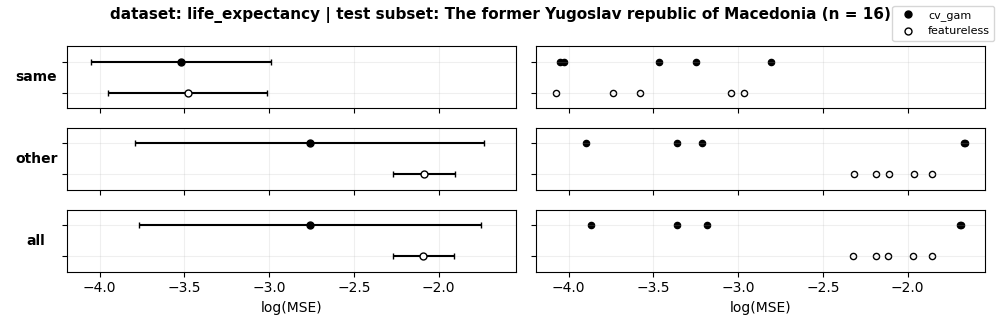 dataset: life_expectancy | test subset: The former Yugoslav republic of Macedonia (n = 16)
cv_gam
featureless
same
other
all
−4.0 −3.5 −3.0 −2.5 −2.0
−4.0 −3.5 −3.0 −2.5 −2.0
log(MSE)
log(MSE)